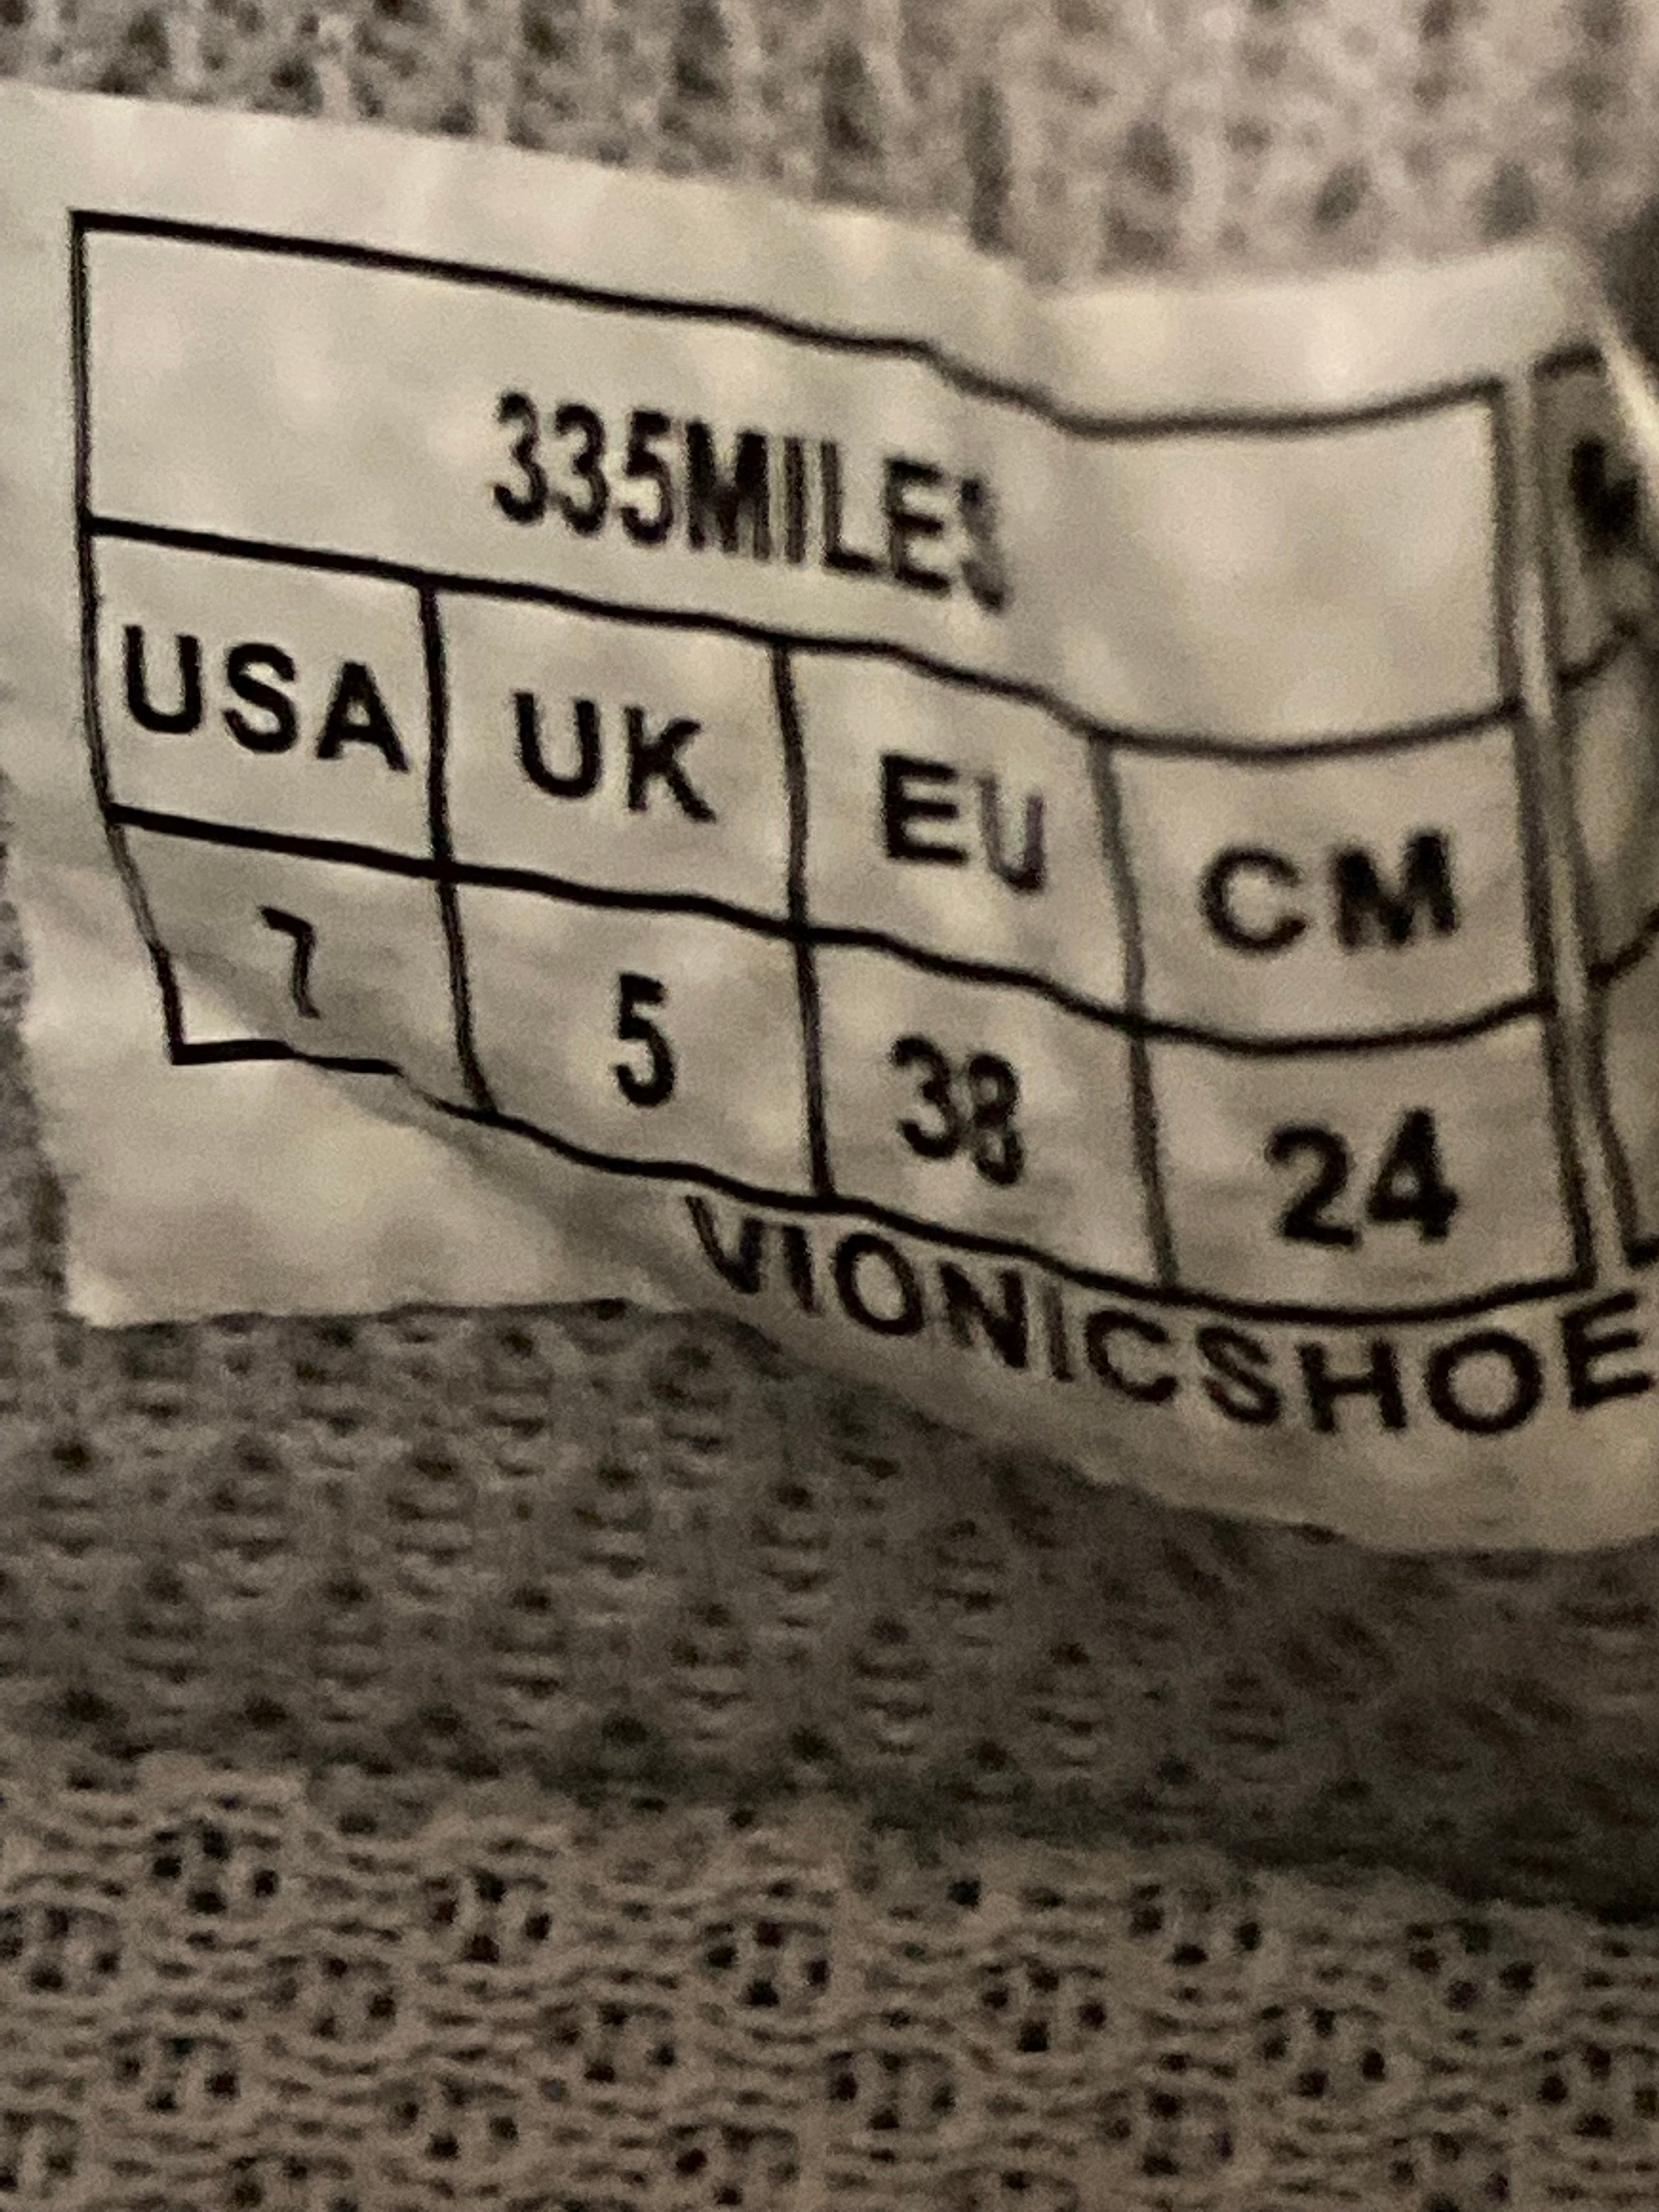 335MILES
USA UK EU CM
7 5 38 24
VIONICSHOE